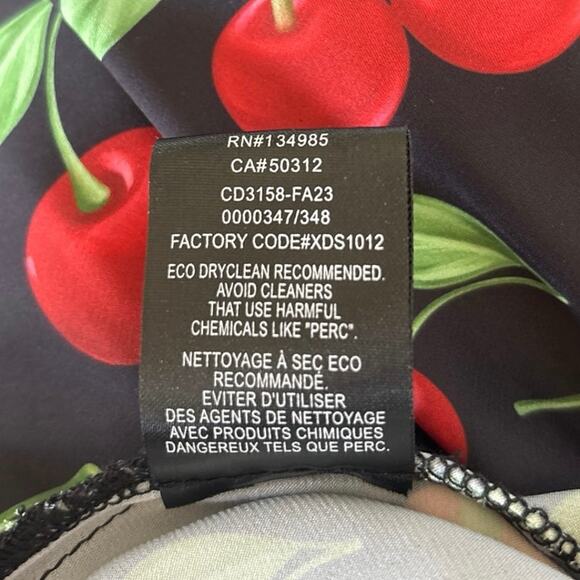 RN#134985
CA#50312
CD3158-FA23
0000347/348
FACTORY CODE#XDS1012
ECO DRYCLEAN RECOMMENDED.
AVOID CLEANERS
THAT USE HARMFUL
CHEMICALS LIKE "PERC".
NETTOYAGE À SEC ECO
RECOMMANDÉ.
EVITER D'UTILISER
DES AGENTS DE NETTOYAGE
AVEC PRODUITS CHIMIQUES
DANGEREUX TELS QUE PERC.